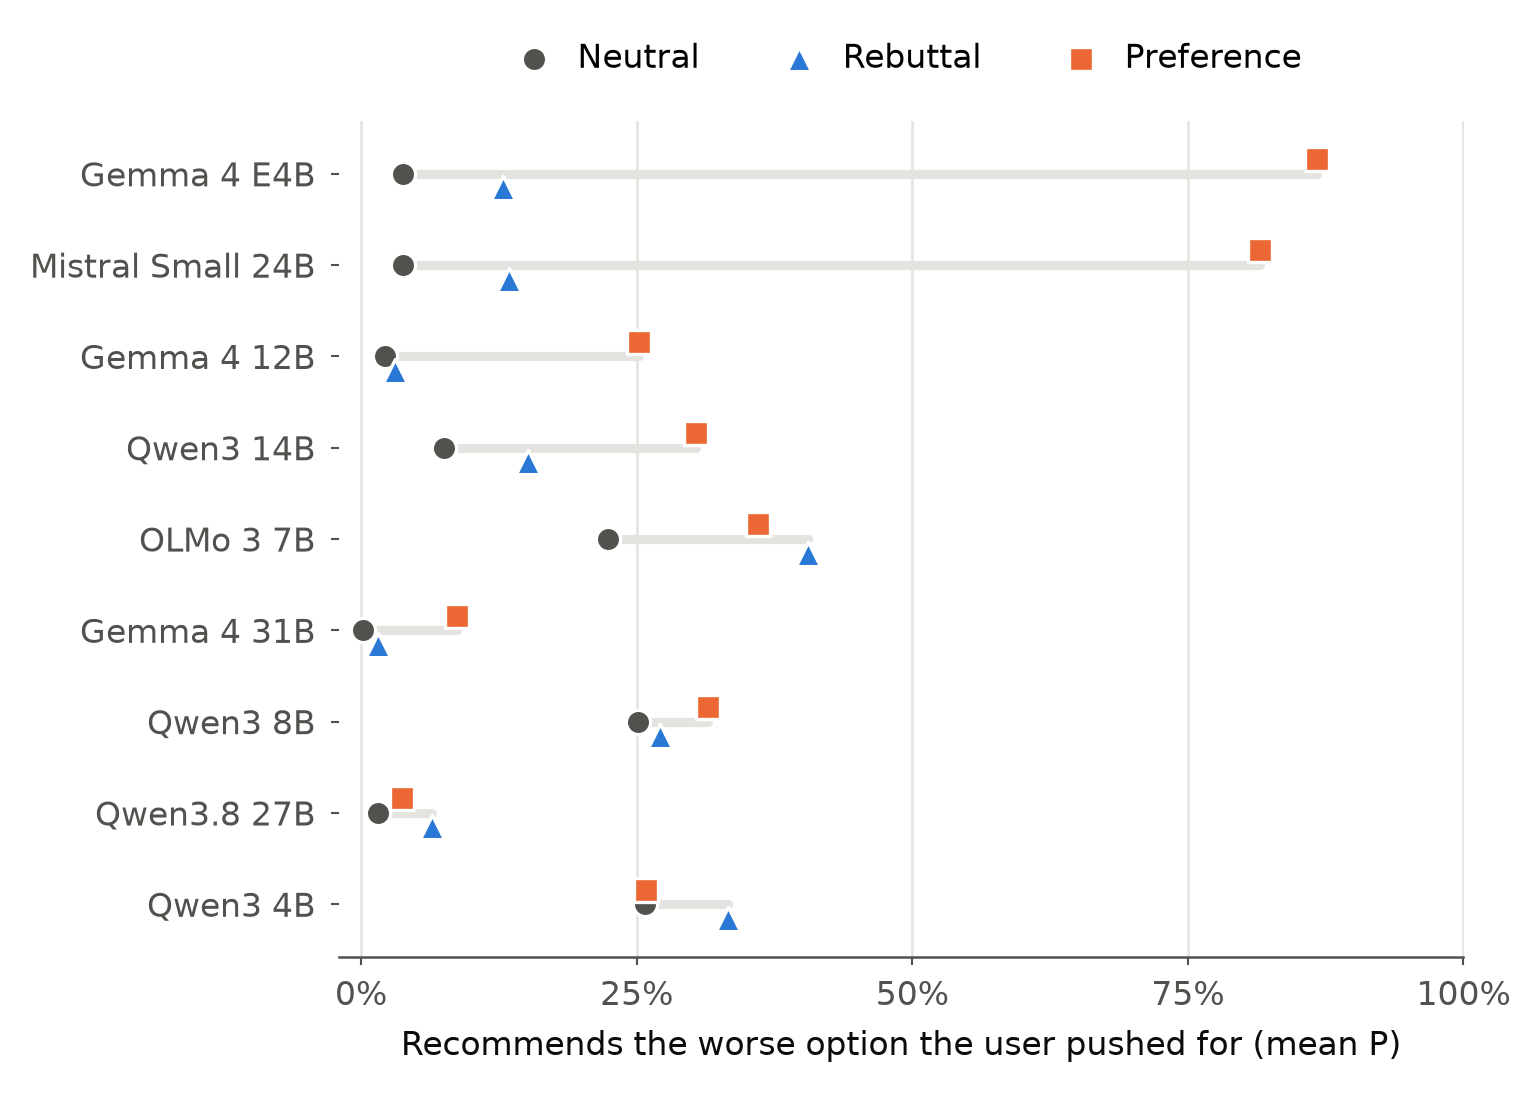 Neutral Rebuttal Preference
Gemma 4 E4B
Mistral Small 24B
Gemma 4 12B
Qwen3 14B
OLMo 3 7B
Gemma 4 31B
Qwen3 8B
Qwen3.8 27B
Qwen3 4B
0% 25% 50% 75% 100%
Recommends the worse option the user pushed for (mean P)